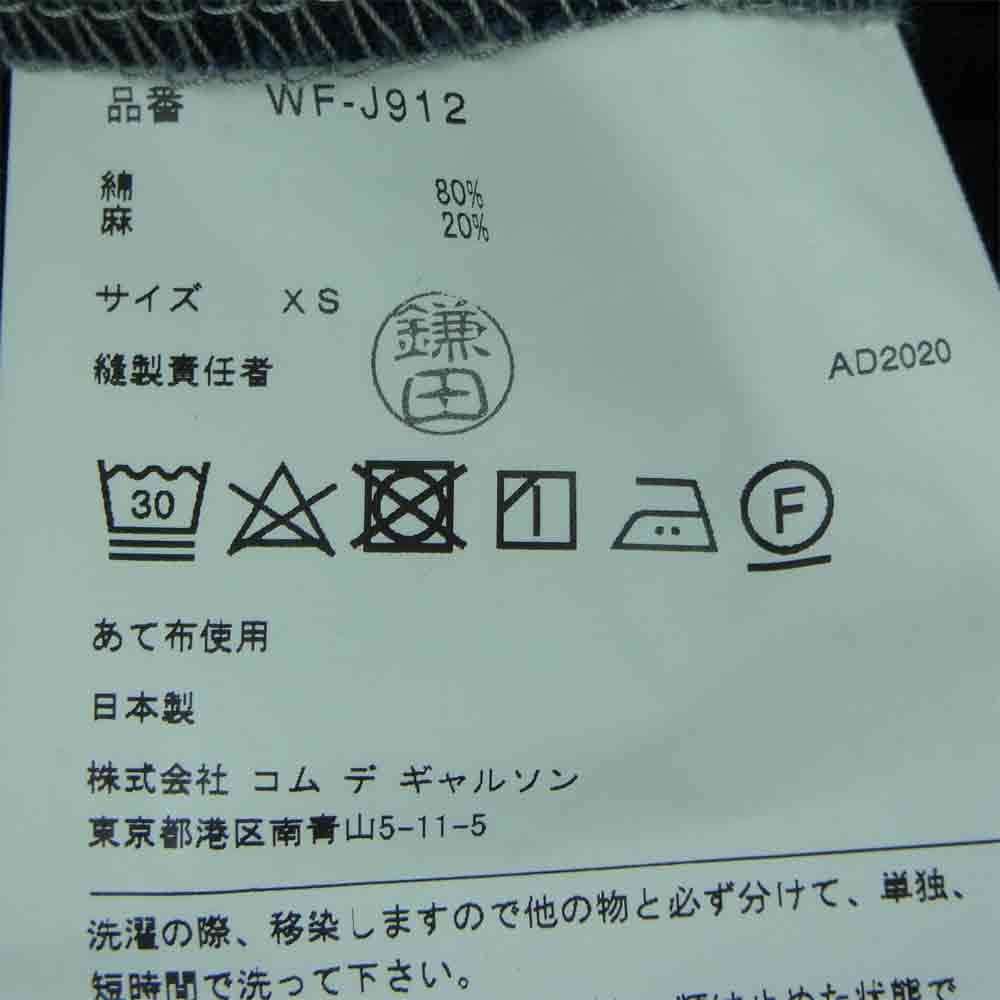 品番 WF-J912
綿 80%
麻 20%
サイズ XS
縫製責任者 鎌田 AD2020
30 F
あて布使用
日本製
株式会社 コム デ ギャルソン
東京都港区南青山5-11-5
洗濯の際、移染しますので他の物と必ず分けて、単独、
短時間で洗って下さい。
た状態で